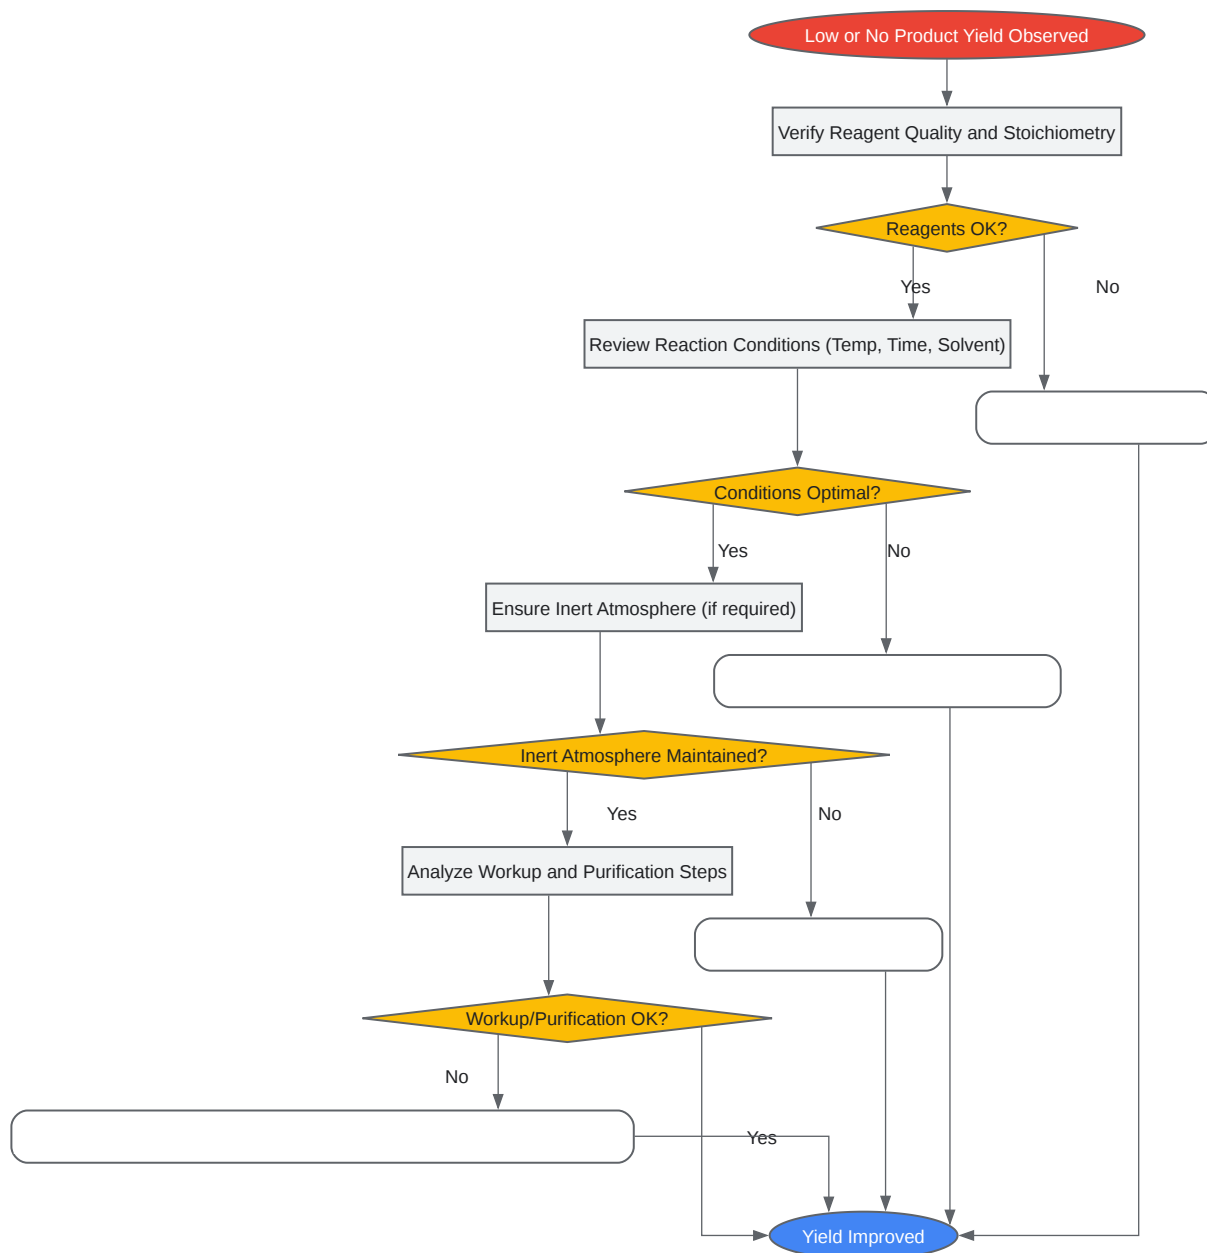 Low or No Product Yield Observed
Verify Reagent Quality and Stoichiometry
Reagents OK?
Yes
No
Review Reaction Conditions (Temp, Time, Solvent)
Conditions Optimal?
Yes
No
Ensure Inert Atmosphere (if required)
Inert Atmosphere Maintained?
Yes
No
Analyze Workup and Purification Steps
Workup/Purification OK?
No
Yes
Yield Improved